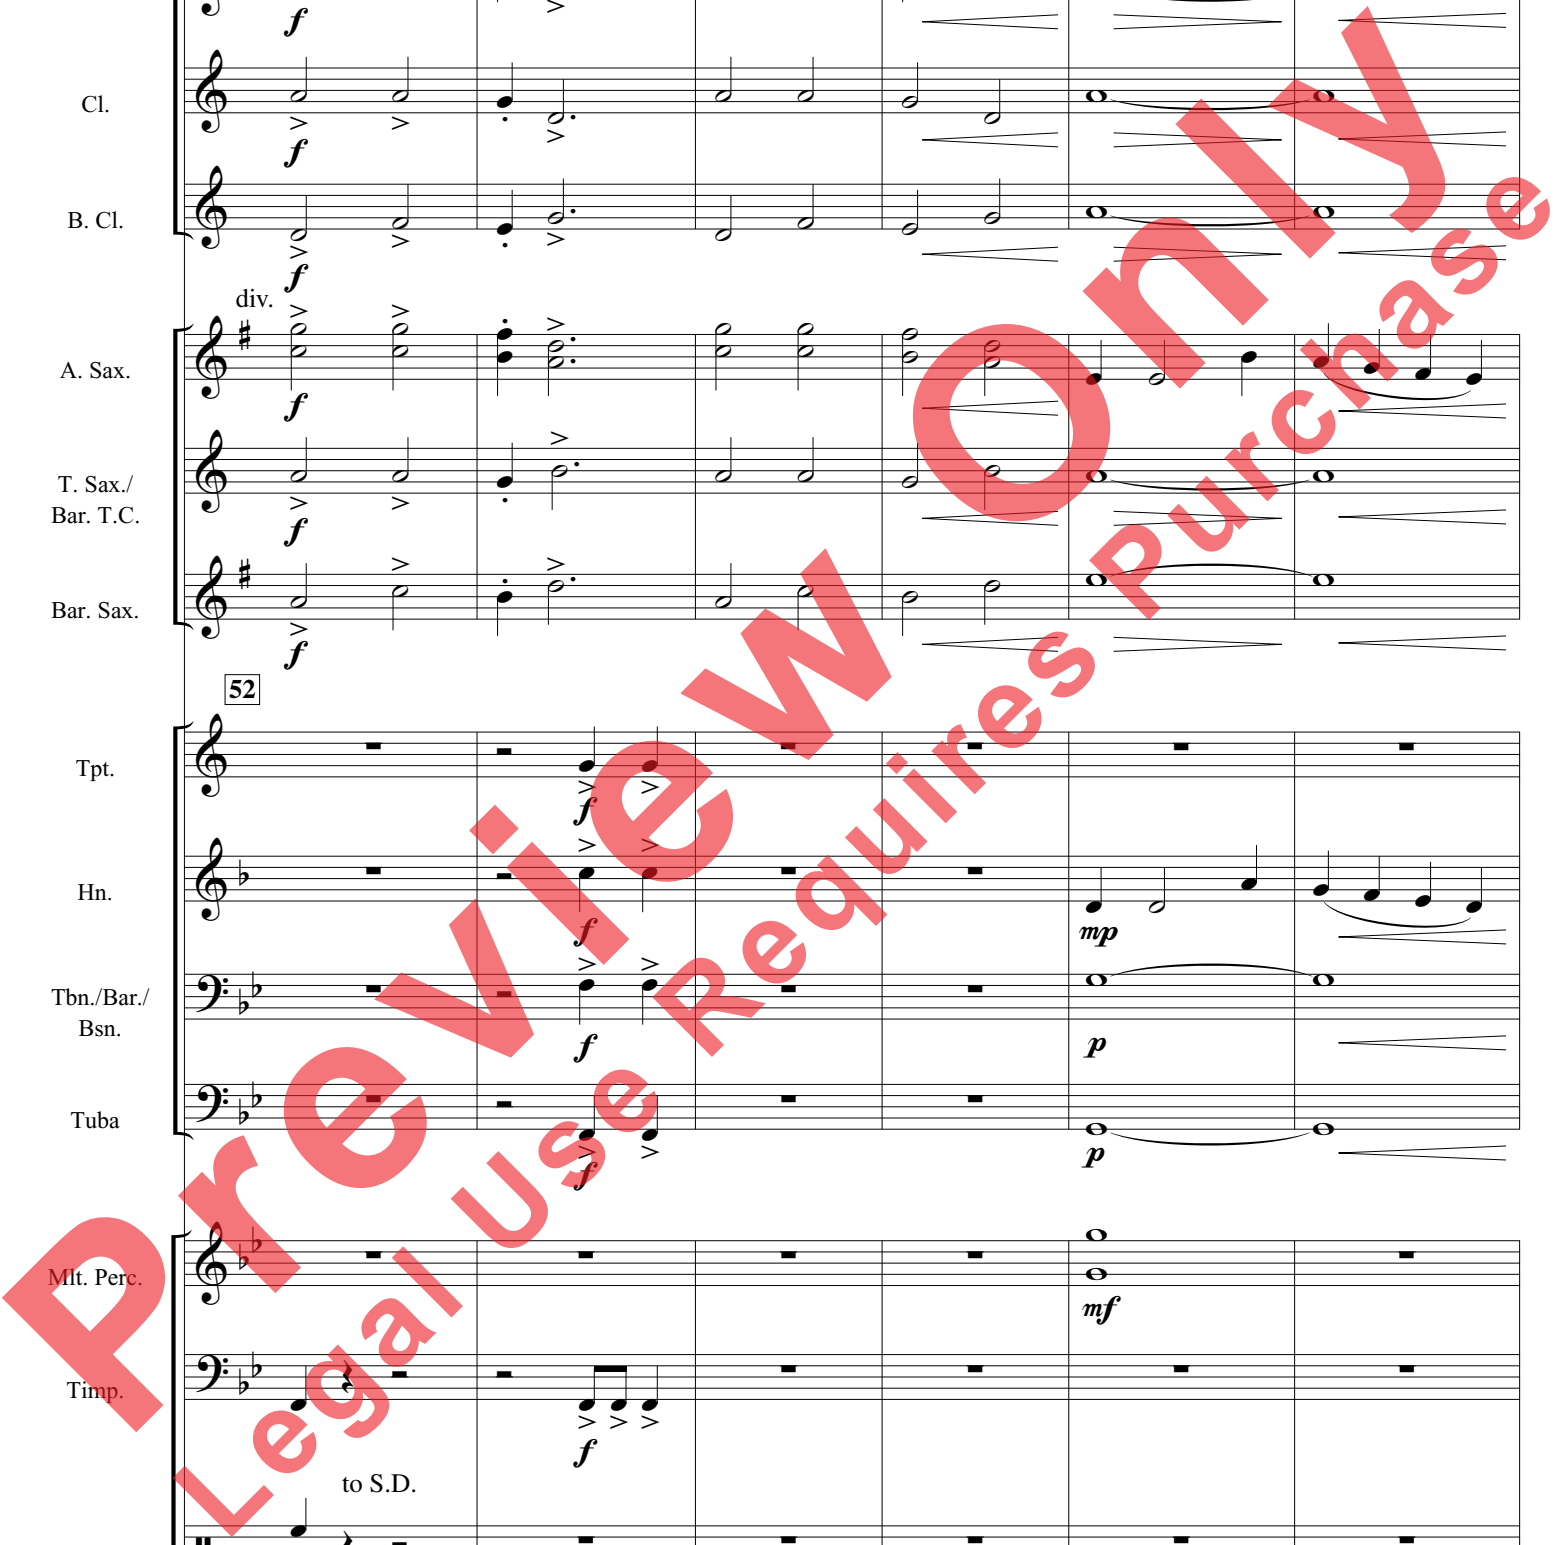 f
Cl.
f
B. Cl.
f
div.
A. Sax.
f
T. Sax./
Bar. T.C.
f
Bar. Sax.
f
52
Tpt.
f
Hn.
f
mp
Tbn./Bar./
Bsn.
f
p
Tuba
f
p
Mlt. Perc.
mf
Timp.
f
to S.D.
Preview Only
Legal Use Requires Purchase